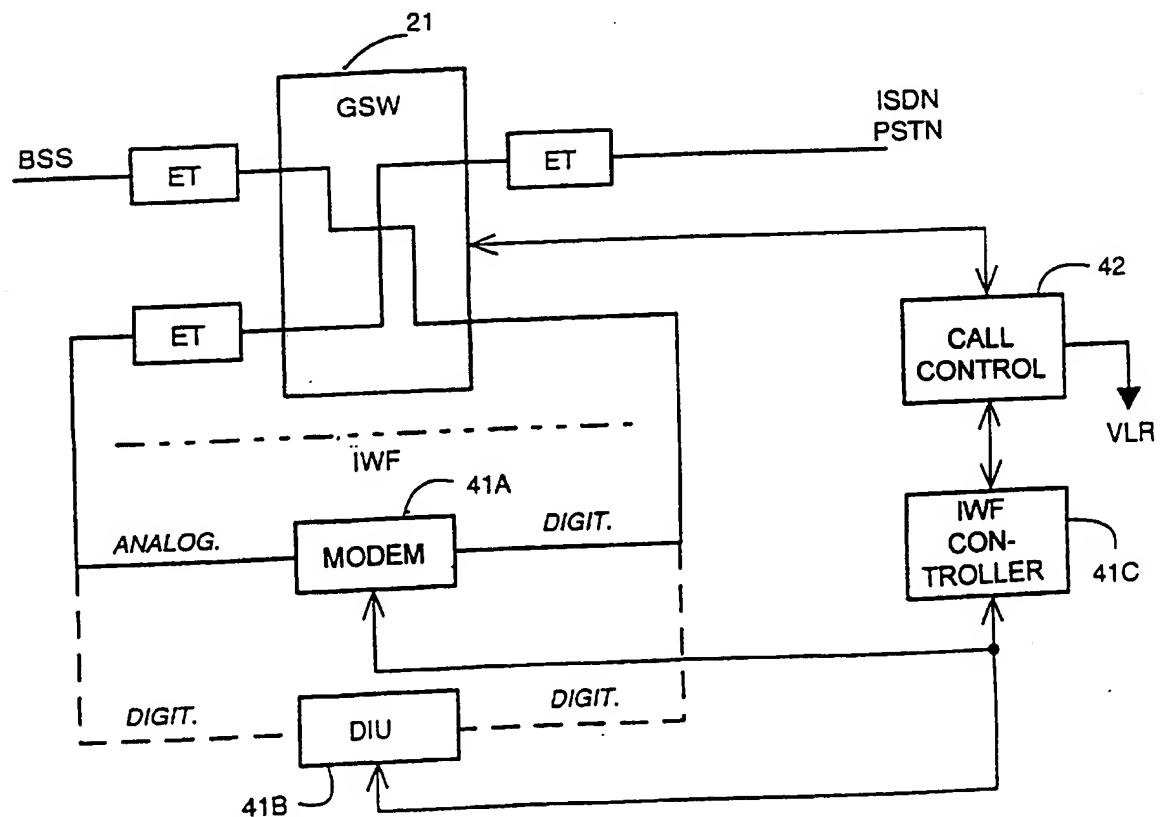 21
GSW
ISDN
PSTN
BSS
ET
ET
ET
42
CALL
CONTROL
VLR
ÏWF
41A
ANALOG.
MODEM
DIGIT.
IWF
CON-
TROLLER
41C
DIGIT.
DIU
DIGIT.
41B